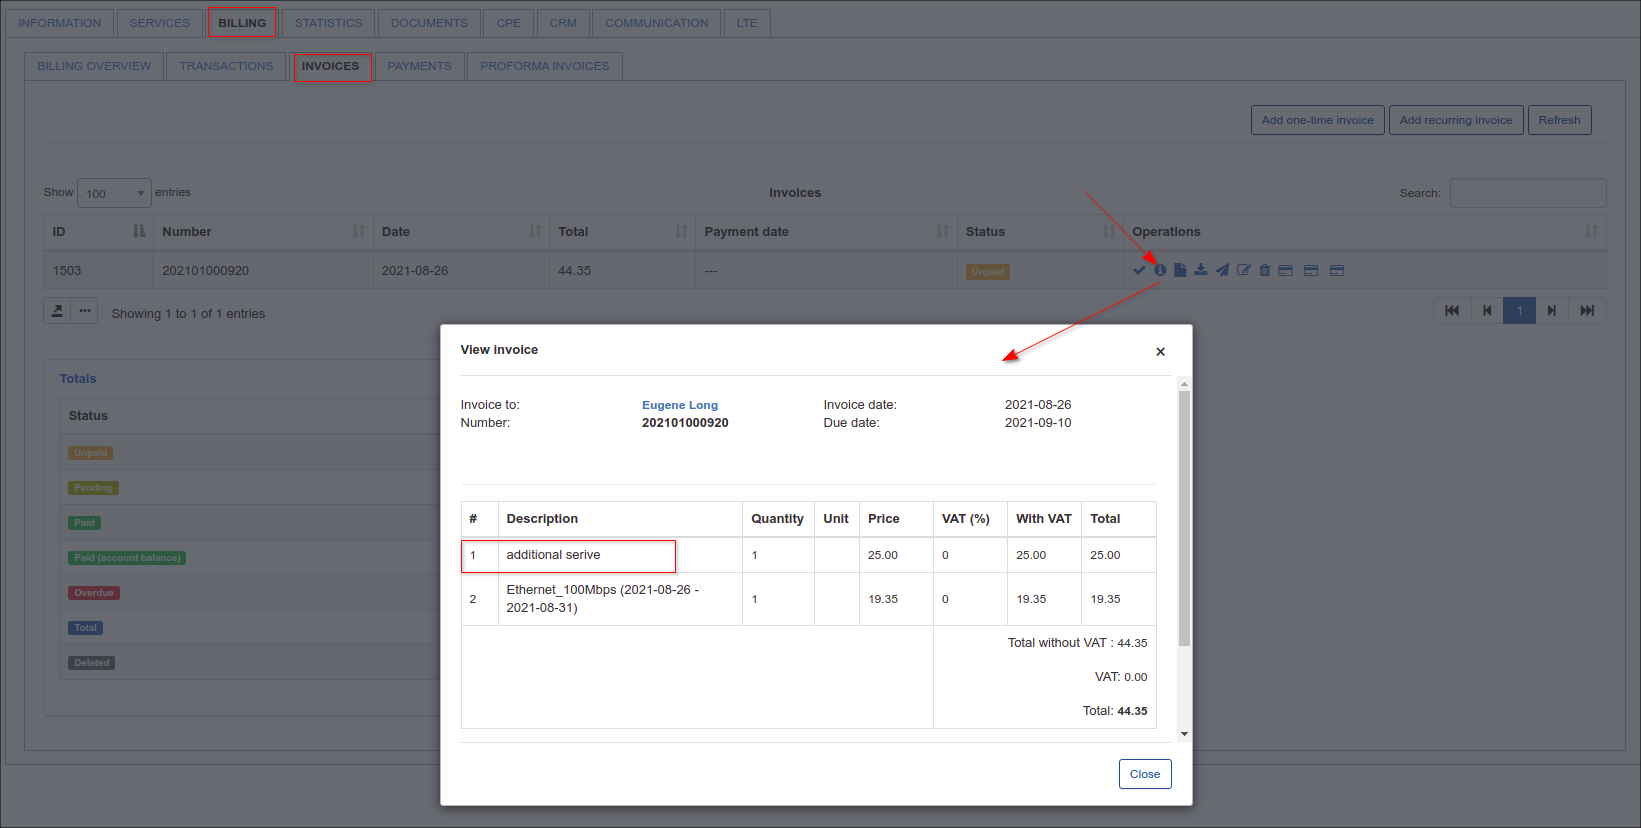 INFORMATION SERVICES BILLING STATISTICS DOCUMENTS CPE CRM COMMUNICATION LTE
BILLING OVERVIEW TRANSACTIONS INVOICES PAYMENTS PROFORMA INVOICES
Add one-time invoice Add recurring invoice Refresh
Show 100 entries Invoices Search:
ID Number Date Total Payment date Status Operations
1503 202101000920 2021-08-26 44.35 --- Unpaid
Showing 1 to 1 of 1 entries 1
Totals
Status
Unpaid
Pending
Paid
Paid (account balance)
Overdue
Total
Deleted
View invoice
Invoice to: Eugene Long Invoice date: 2021-08-26
Number: 202101000920 Due date: 2021-09-10
# Description Quantity Unit Price VAT (%) With VAT Total
1 additional serive 1 25.00 0 25.00 25.00
2 Ethernet_100Mbps (2021-08-26 - 1 19.35 0 19.35 19.35
2021-08-31)
Total without VAT : 44.35
VAT: 0.00
Total: 44.35
Close